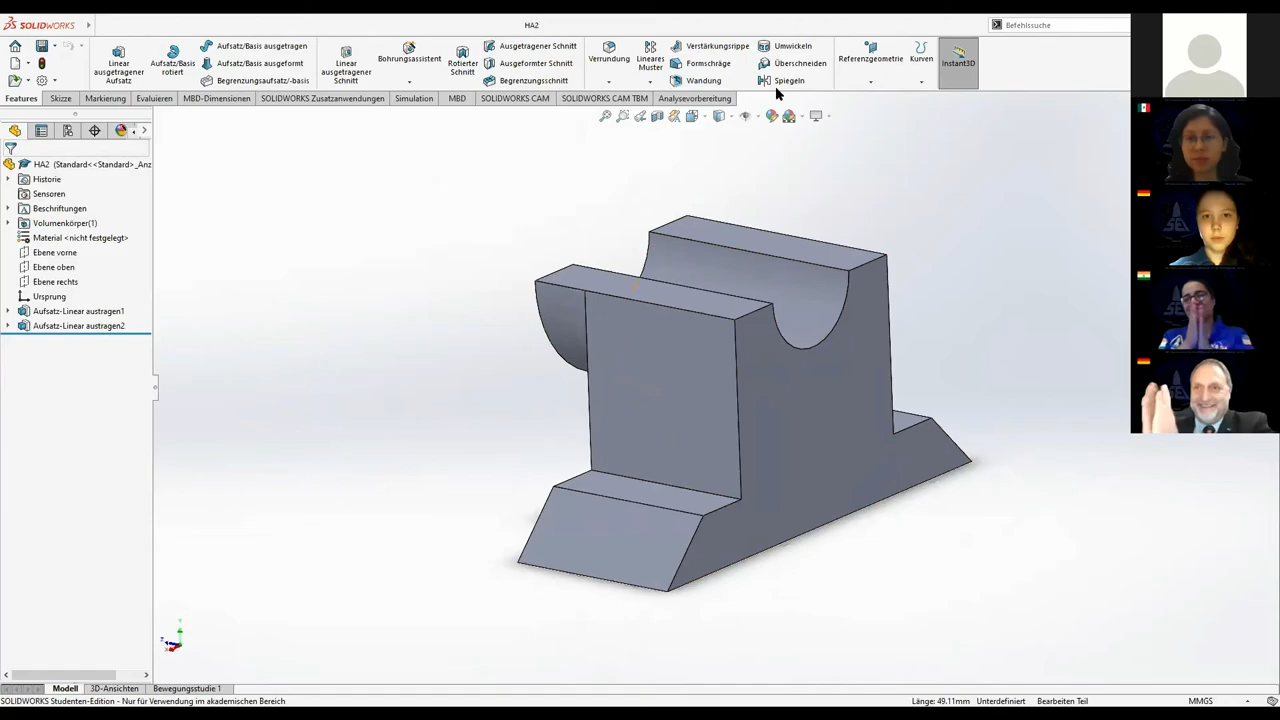 SOLIDWORKS
HA2
Befehlssuche
Linear ausgetragener Aufsatz
Aufsatz/Basis rotiert
Aufsatz/Basis ausgetragen
Aufsatz/Basis ausgeformt
Begrenzungsaufsatz/-basis
Linear ausgetragener Schnitt
Bohrungsassistent
Rotierter Schnitt
Ausgetragener Schnitt
Ausgeformter Schnitt
Begrenzungsschnitt
Verrundung
Lineares Muster
Verstärkungsrippe
Formschräge
Wandung
Umwickeln
Überschneiden
Spiegeln
Referenzgeometrie
Kurven
Instant3D
Features Skizze Markierung Evaluieren MBD-Dimensionen SOLIDWORKS Zusatzanwendungen Simulation MBD SOLIDWORKS CAM SOLIDWORKS CAM TBM Analysevorbereitung
HA2 (Standard<<Standard>_Anz
Historie
Sensoren
Beschriftungen
Volumenkörper(1)
Material <nicht festgelegt>
Ebene vorne
Ebene oben
Ebene rechts
Ursprung
Aufsatz-Linear austragen1
Aufsatz-Linear austragen2
Modell 3D-Ansichten Bewegungsstudie 1
SOLIDWORKS Studenten-Edition - Nur für Verwendung im akademischen Bereich Länge: 49.11mm Unterdefiniert Bearbeiten Teil MMGS